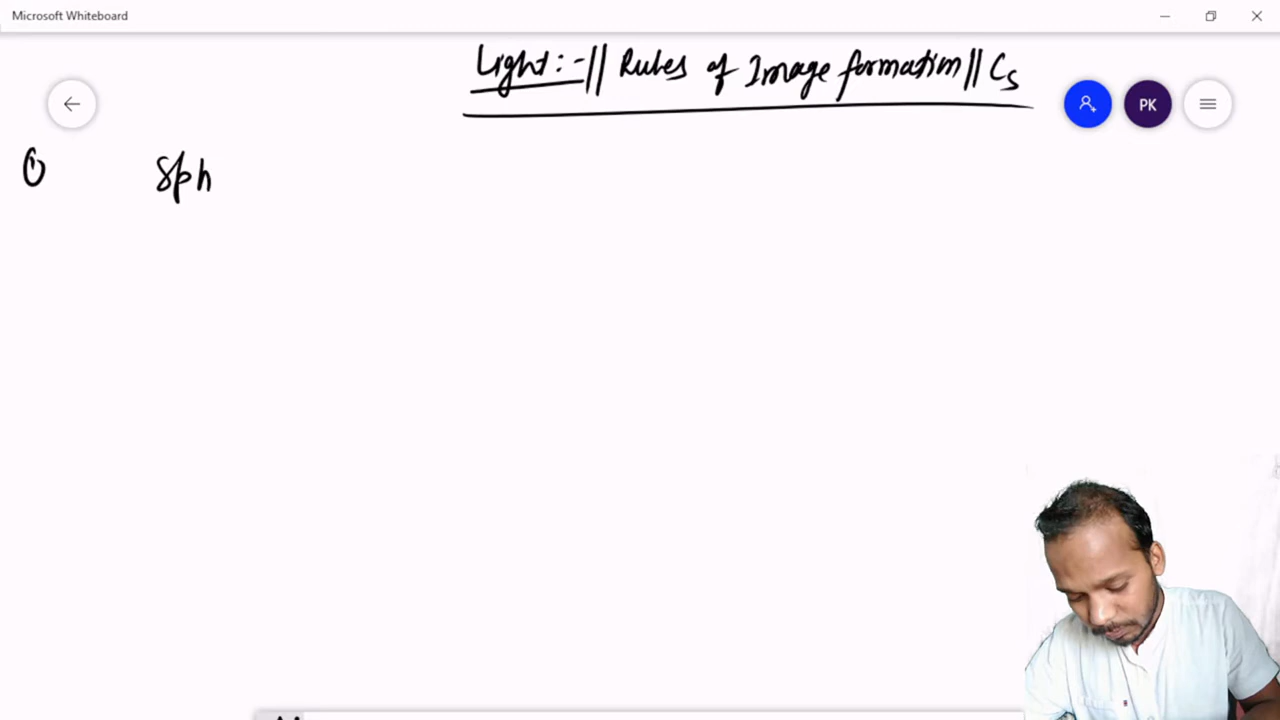 Microsoft Whiteboard
Light :- || Rules of Image formation || Cs
PK
① Sph